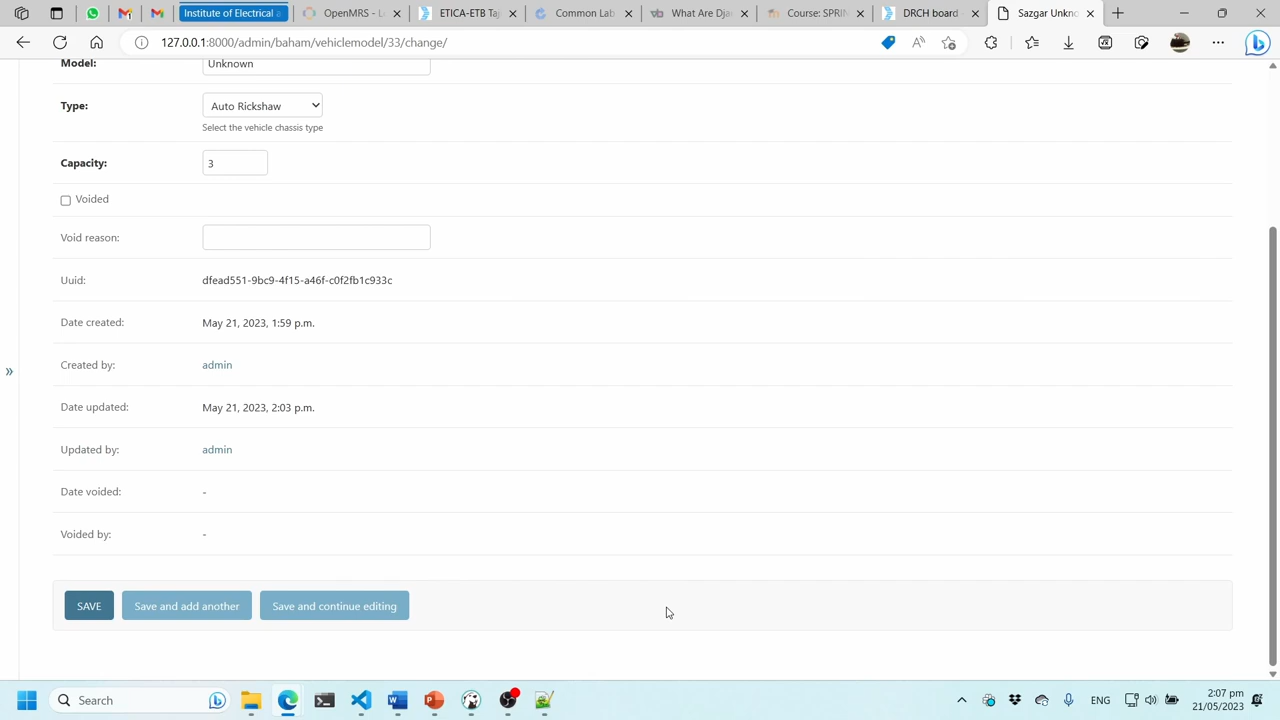 Institute of Electrical a
OpenMRS - L
ETICA-ETB Ta
Common Lab
What Are Dja
Course: SPRIN
Dashboard
Sazgar Unkno
127.0.0.1:8000/admin/baham/vehiclemodel/33/change/
Model: Unknown
Type: Auto Rickshaw
Select the vehicle chassis type
Capacity: 3
Voided
Void reason:
Uuid: dfead551-9bc9-4f15-a46f-c0f2fb1c933c
Date created: May 21, 2023, 1:59 p.m.
Created by: admin
Date updated: May 21, 2023, 2:03 p.m.
Updated by: admin
Date voided: -
Voided by: -
SAVE Save and add another Save and continue editing
Search
ENG
2:07 pm
21/05/2023